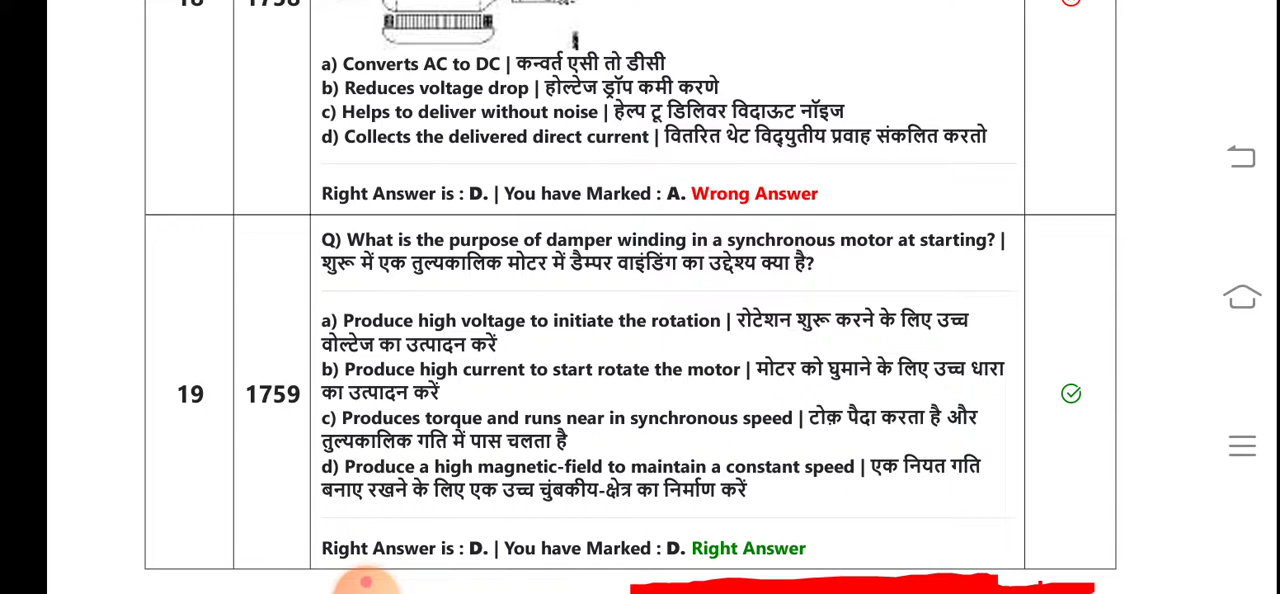 18 1758
a) Converts AC to DC | कन्वर्त एसी तो डीसी
b) Reduces voltage drop | होल्टेज ड्रॉप कमी करणे
c) Helps to deliver without noise | हेल्प टू डिलिवर विदाऊट नॉइज
d) Collects the delivered direct current | वितरित थेट विद्युतीय प्रवाह संकलित करतो
Right Answer is : D. | You have Marked : A. Wrong Answer
Q) What is the purpose of damper winding in a synchronous motor at starting? |
शुरू में एक तुल्यकालिक मोटर में डैम्पर वाइंडिंग का उद्देश्य क्या है?
a) Produce high voltage to initiate the rotation | रोटेशन शुरू करने के लिए उच्च
वोल्टेज का उत्पादन करें
b) Produce high current to start rotate the motor | मोटर को घुमाने के लिए उच्च धारा
19 1759
का उत्पादन करें
c) Produces torque and runs near in synchronous speed | टोक़ पैदा करता है और
तुल्यकालिक गति में पास चलता है
d) Produce a high magnetic-field to maintain a constant speed | एक नियत गति
बनाए रखने के लिए एक उच्च चुंबकीय-क्षेत्र का निर्माण करें
Right Answer is : D. | You have Marked : D. Right Answer